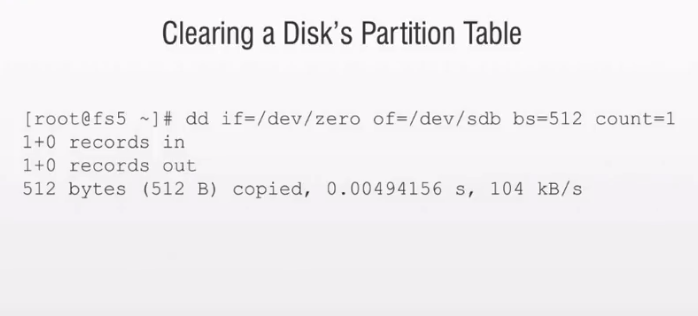 Clearing a Disk's Partition Table
[root@fs5 ~]# dd if=/dev/zero of=/dev/sdb bs=512 count=1
1+0 records in
1+0 records out
512 bytes (512 B) copied, 0.00494156 s, 104 kB/s